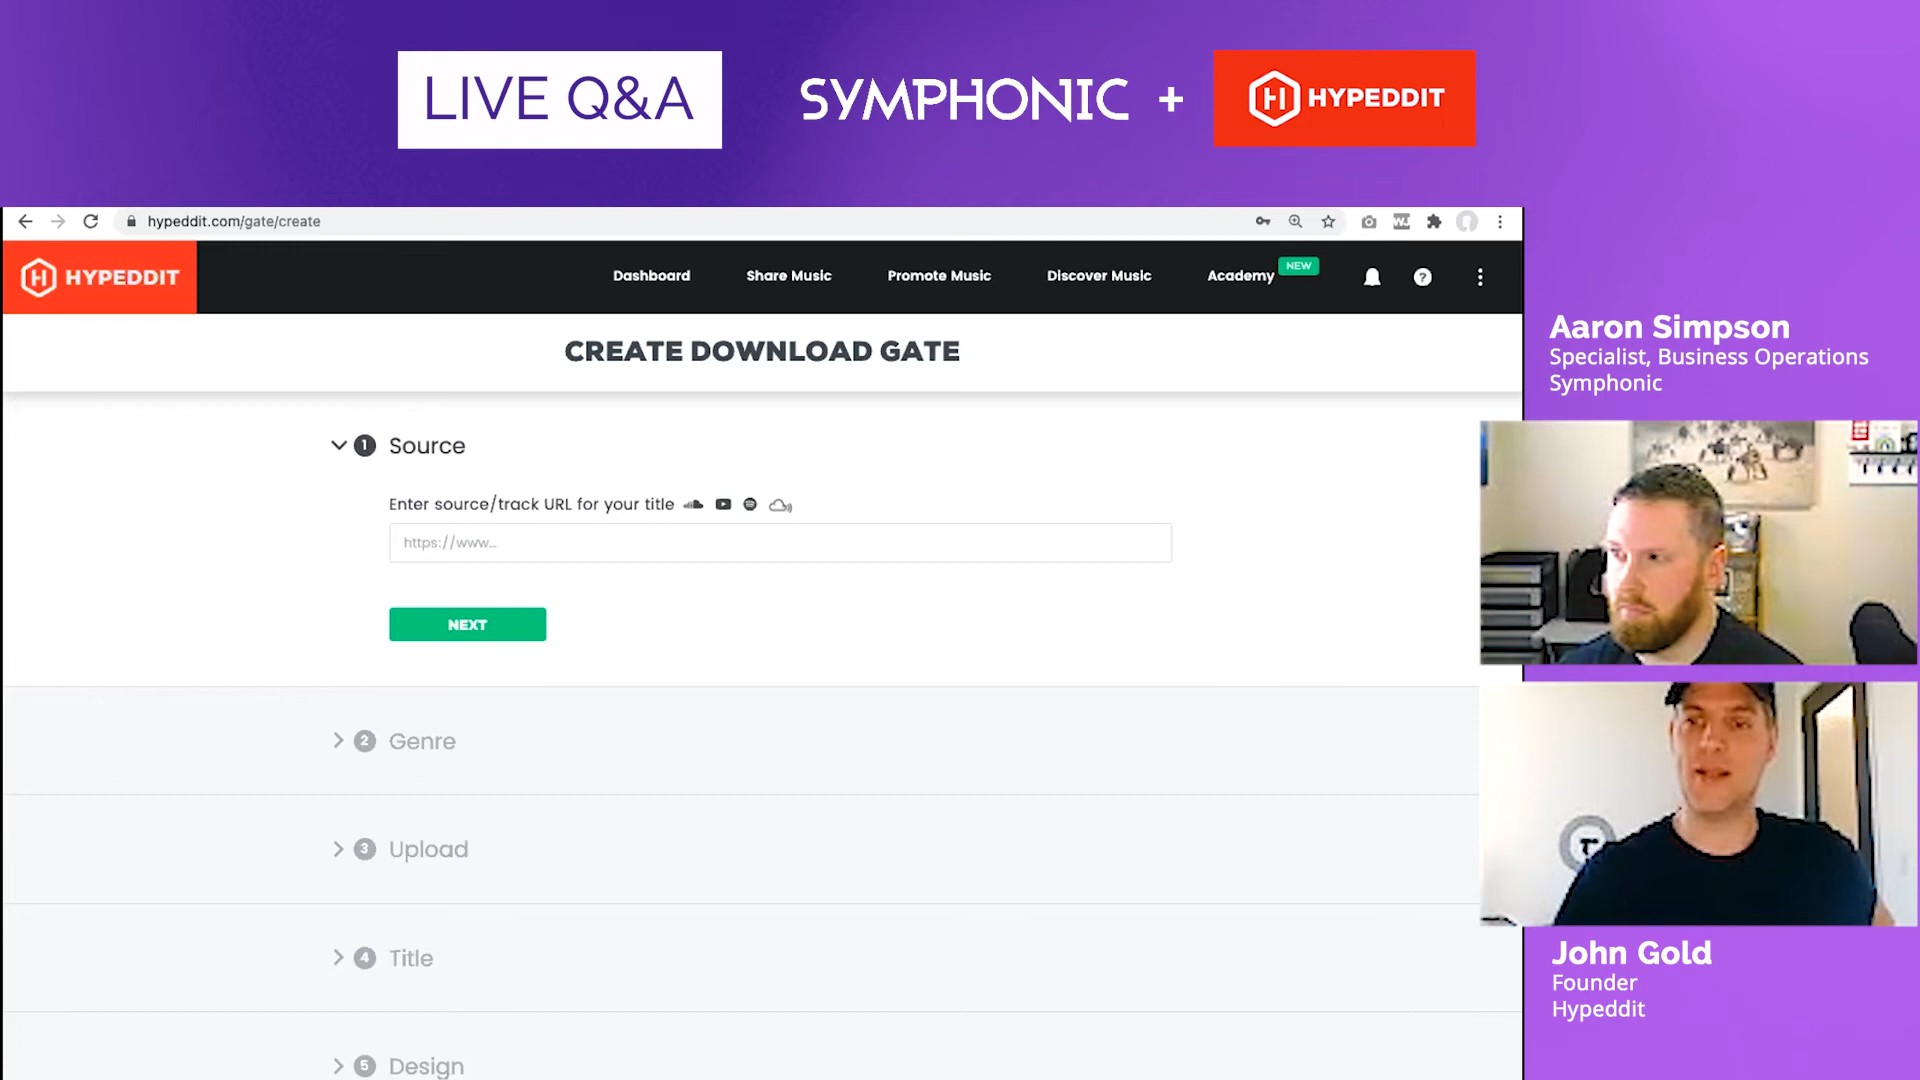 LIVE Q&A
SYMPHONIC + HYPEDDIT
hypeddit.com/gate/create
HYPEDDIT
Dashboard Share Music Promote Music Discover Music Academy NEW
CREATE DOWNLOAD GATE
1 Source
Enter source/track URL for your title
https://www...
NEXT
2 Genre
3 Upload
4 Title
5 Design
Aaron Simpson
Specialist, Business Operations
Symphonic
John Gold
Founder
Hypeddit